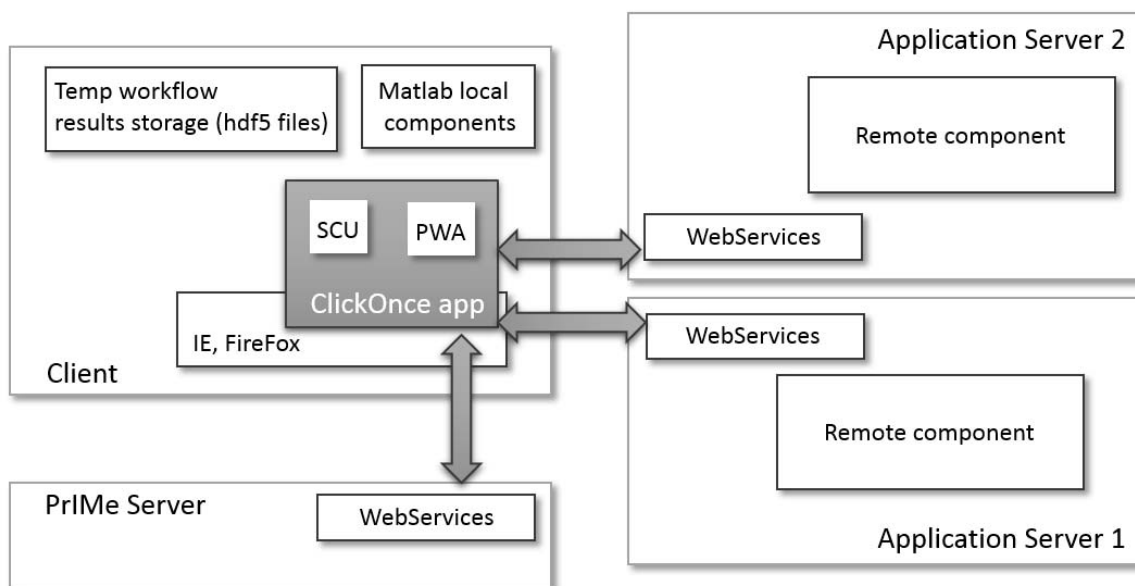 Application Server 2
Temp workflow
results storage (hdf5 files)
Matlab local
components
Remote component
SCU
PWA
WebServices
ClickOnce app
IE, FireFox
Client
WebServices
Remote component
PrIMe Server
WebServices
Application Server 1